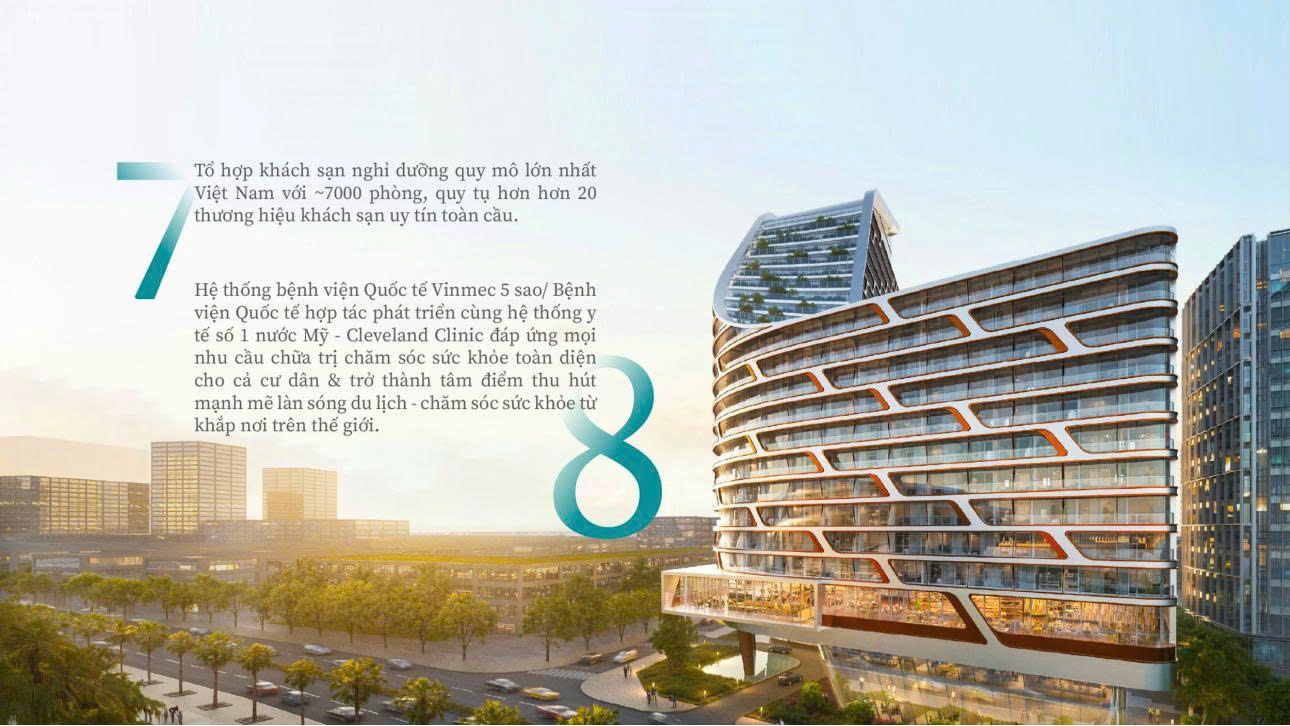 7
Tổ hợp khách sạn nghỉ dưỡng quy mô lớn nhất
Việt Nam với ~7000 phòng, quy tụ hơn hơn 20
thương hiệu khách sạn uy tín toàn cầu.
8
Hệ thống bệnh viện Quốc tế Vinmec 5 sao/ Bệnh
viện Quốc tế hợp tác phát triển cùng hệ thống y
tế số 1 nước Mỹ - Cleveland Clinic đáp ứng mọi
nhu cầu chữa trị chăm sóc sức khỏe toàn diện
cho cả cư dân & trở thành tâm điểm thu hút
mạnh mẽ làn sóng du lịch - chăm sóc sức khỏe từ
khắp nơi trên thế giới.